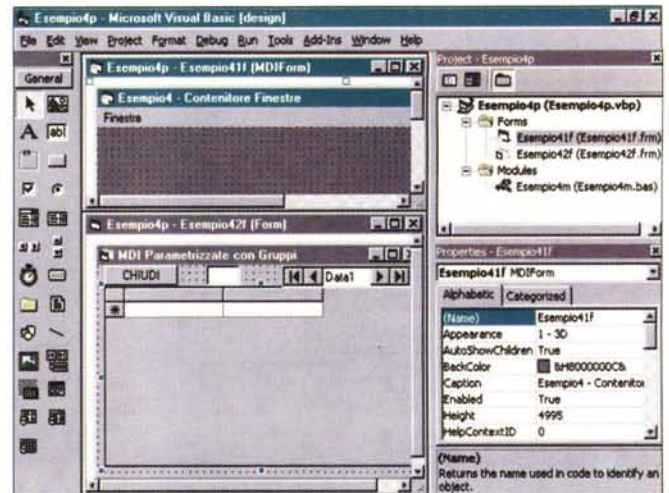 Esempio4p - Microsoft Visual Basic [design]
File Edit View Project Format Debug Run Tools Add-Ins Window Help
General
A abl
Esempio4p - Esempio41f (MDIForm)
Esempio4 - Contenitore Finestre
Finestre
Esempio4p - Esempio42f (Form)
MDI Parametrizzate con Gruppi
CHIUDI
Data1
Project - Esempio4p
Esempio4p (Esempio4p.vbp)
Forms
Esempio41f (Esempio41f.frm)
Esempio42f (Esempio42f.frm)
Modules
Esempio4m (Esempio4m.bas)
Properties - Esempio41f
Esempio41f MDIForm
Alphabetic Categorized
(Name) Esempio41f
Appearance 1 - 3D
AutoShowChildren True
BackColor &H8000000C&
Caption Esempio4 - Contenitor
Enabled True
Height 4995
HelpContextID 0
(Name)
Returns the name used in code to identify an
object.